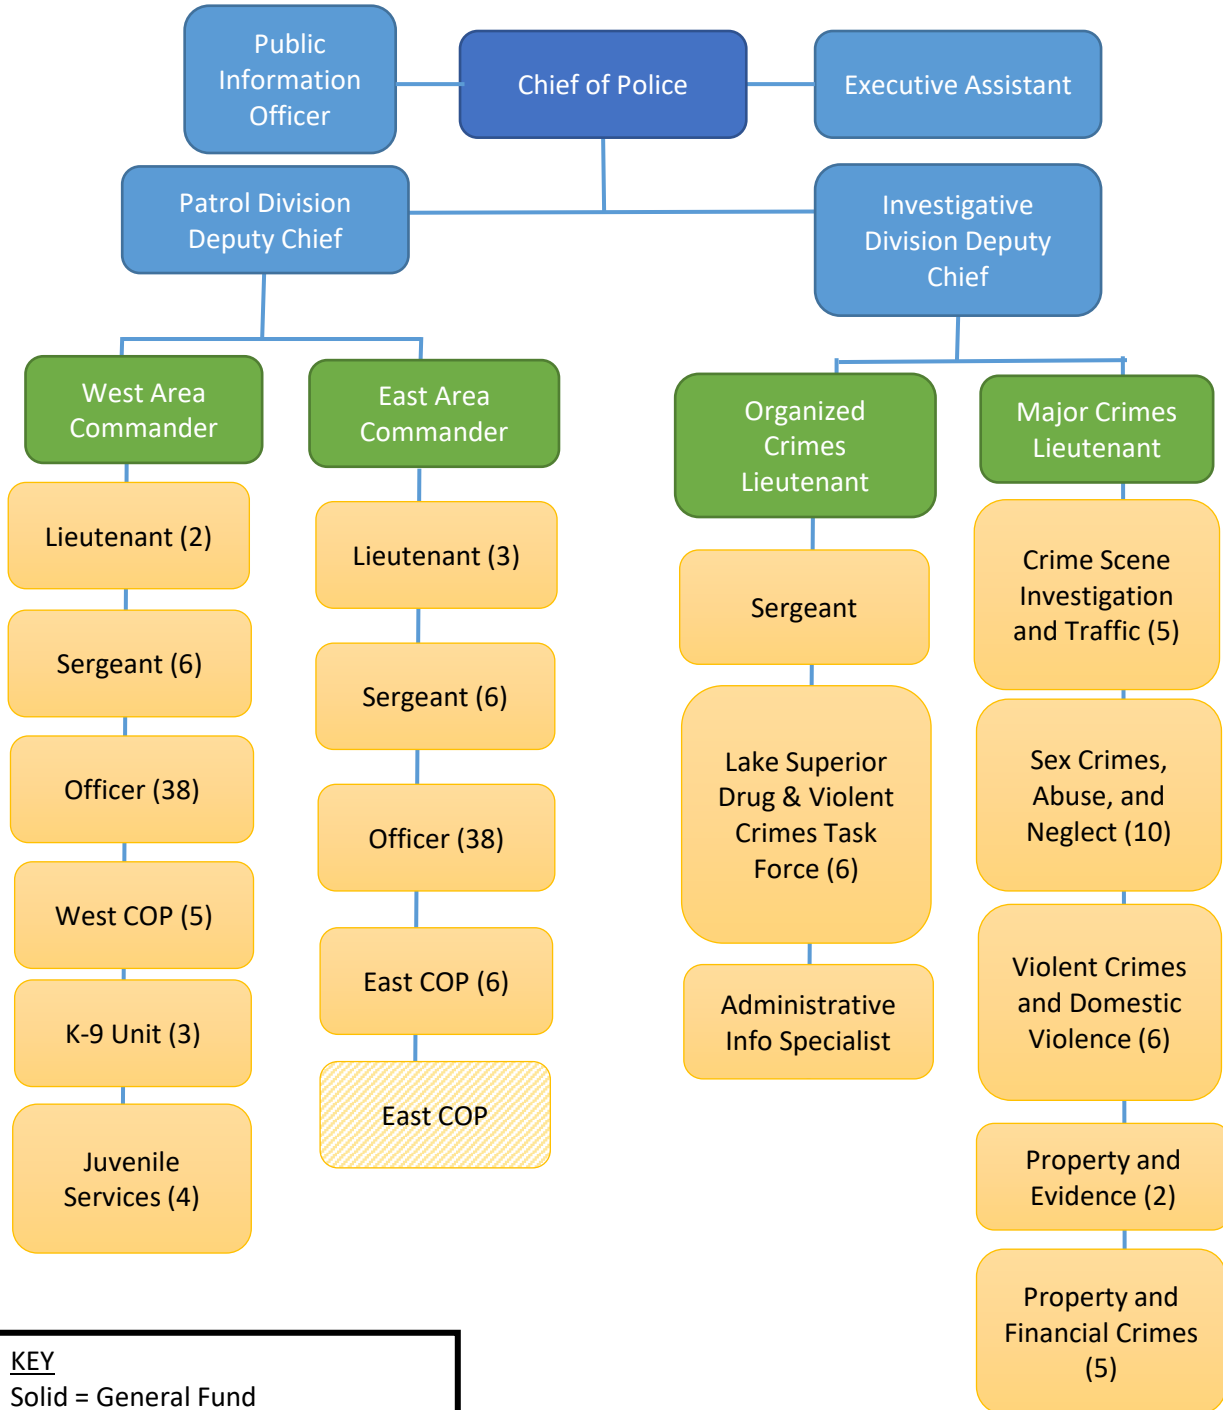 Public
Information
Officer
Chief of Police
Executive Assistant
Patrol Division
Deputy Chief
Investigative
Division Deputy
Chief
West Area
Commander
East Area
Commander
Organized
Crimes
Lieutenant
Major Crimes
Lieutenant
Lieutenant (2)
Sergeant (6)
Officer (38)
West COP (5)
K-9 Unit (3)
Juvenile
Services (4)
Lieutenant (3)
Sergeant (6)
Officer (38)
East COP (6)
East COP
Sergeant
Lake Superior
Drug & Violent
Crimes Task
Force (6)
Administrative
Info Specialist
Crime Scene
Investigation
and Traffic (5)
Sex Crimes,
Abuse, and
Neglect (10)
Violent Crimes
and Domestic
Violence (6)
Property and
Evidence (2)
Property and
Financial Crimes
(5)
KEY
Solid = General Fund